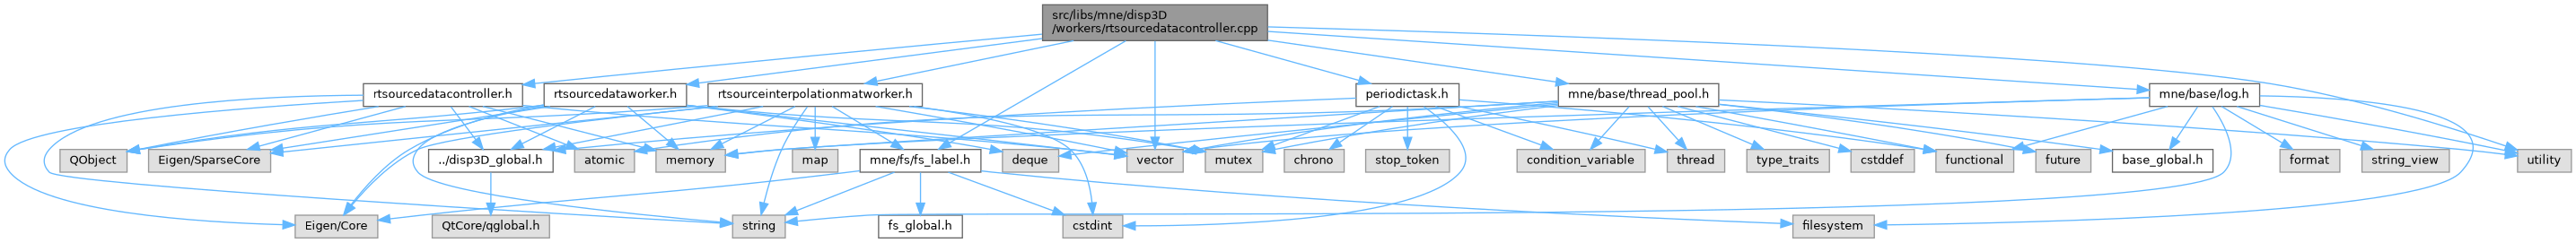 src/libs/mne/disp3D
/workers/rtsourcedatacontroller.cpp
rtsourcedatacontroller.h
rtsourcedataworker.h
rtsourceinterpolationmatworker.h
periodictask.h
mne/base/thread_pool.h
mne/base/log.h
QObject
Eigen/SparseCore
../disp3D_global.h
atomic
memory
map
mne/fs/fs_label.h
deque
vector
mutex
chrono
stop_token
condition_variable
thread
type_traits
cstddef
functional
future
base_global.h
format
string_view
utility
Eigen/Core
QtCore/qglobal.h
string
fs_global.h
cstdint
filesystem